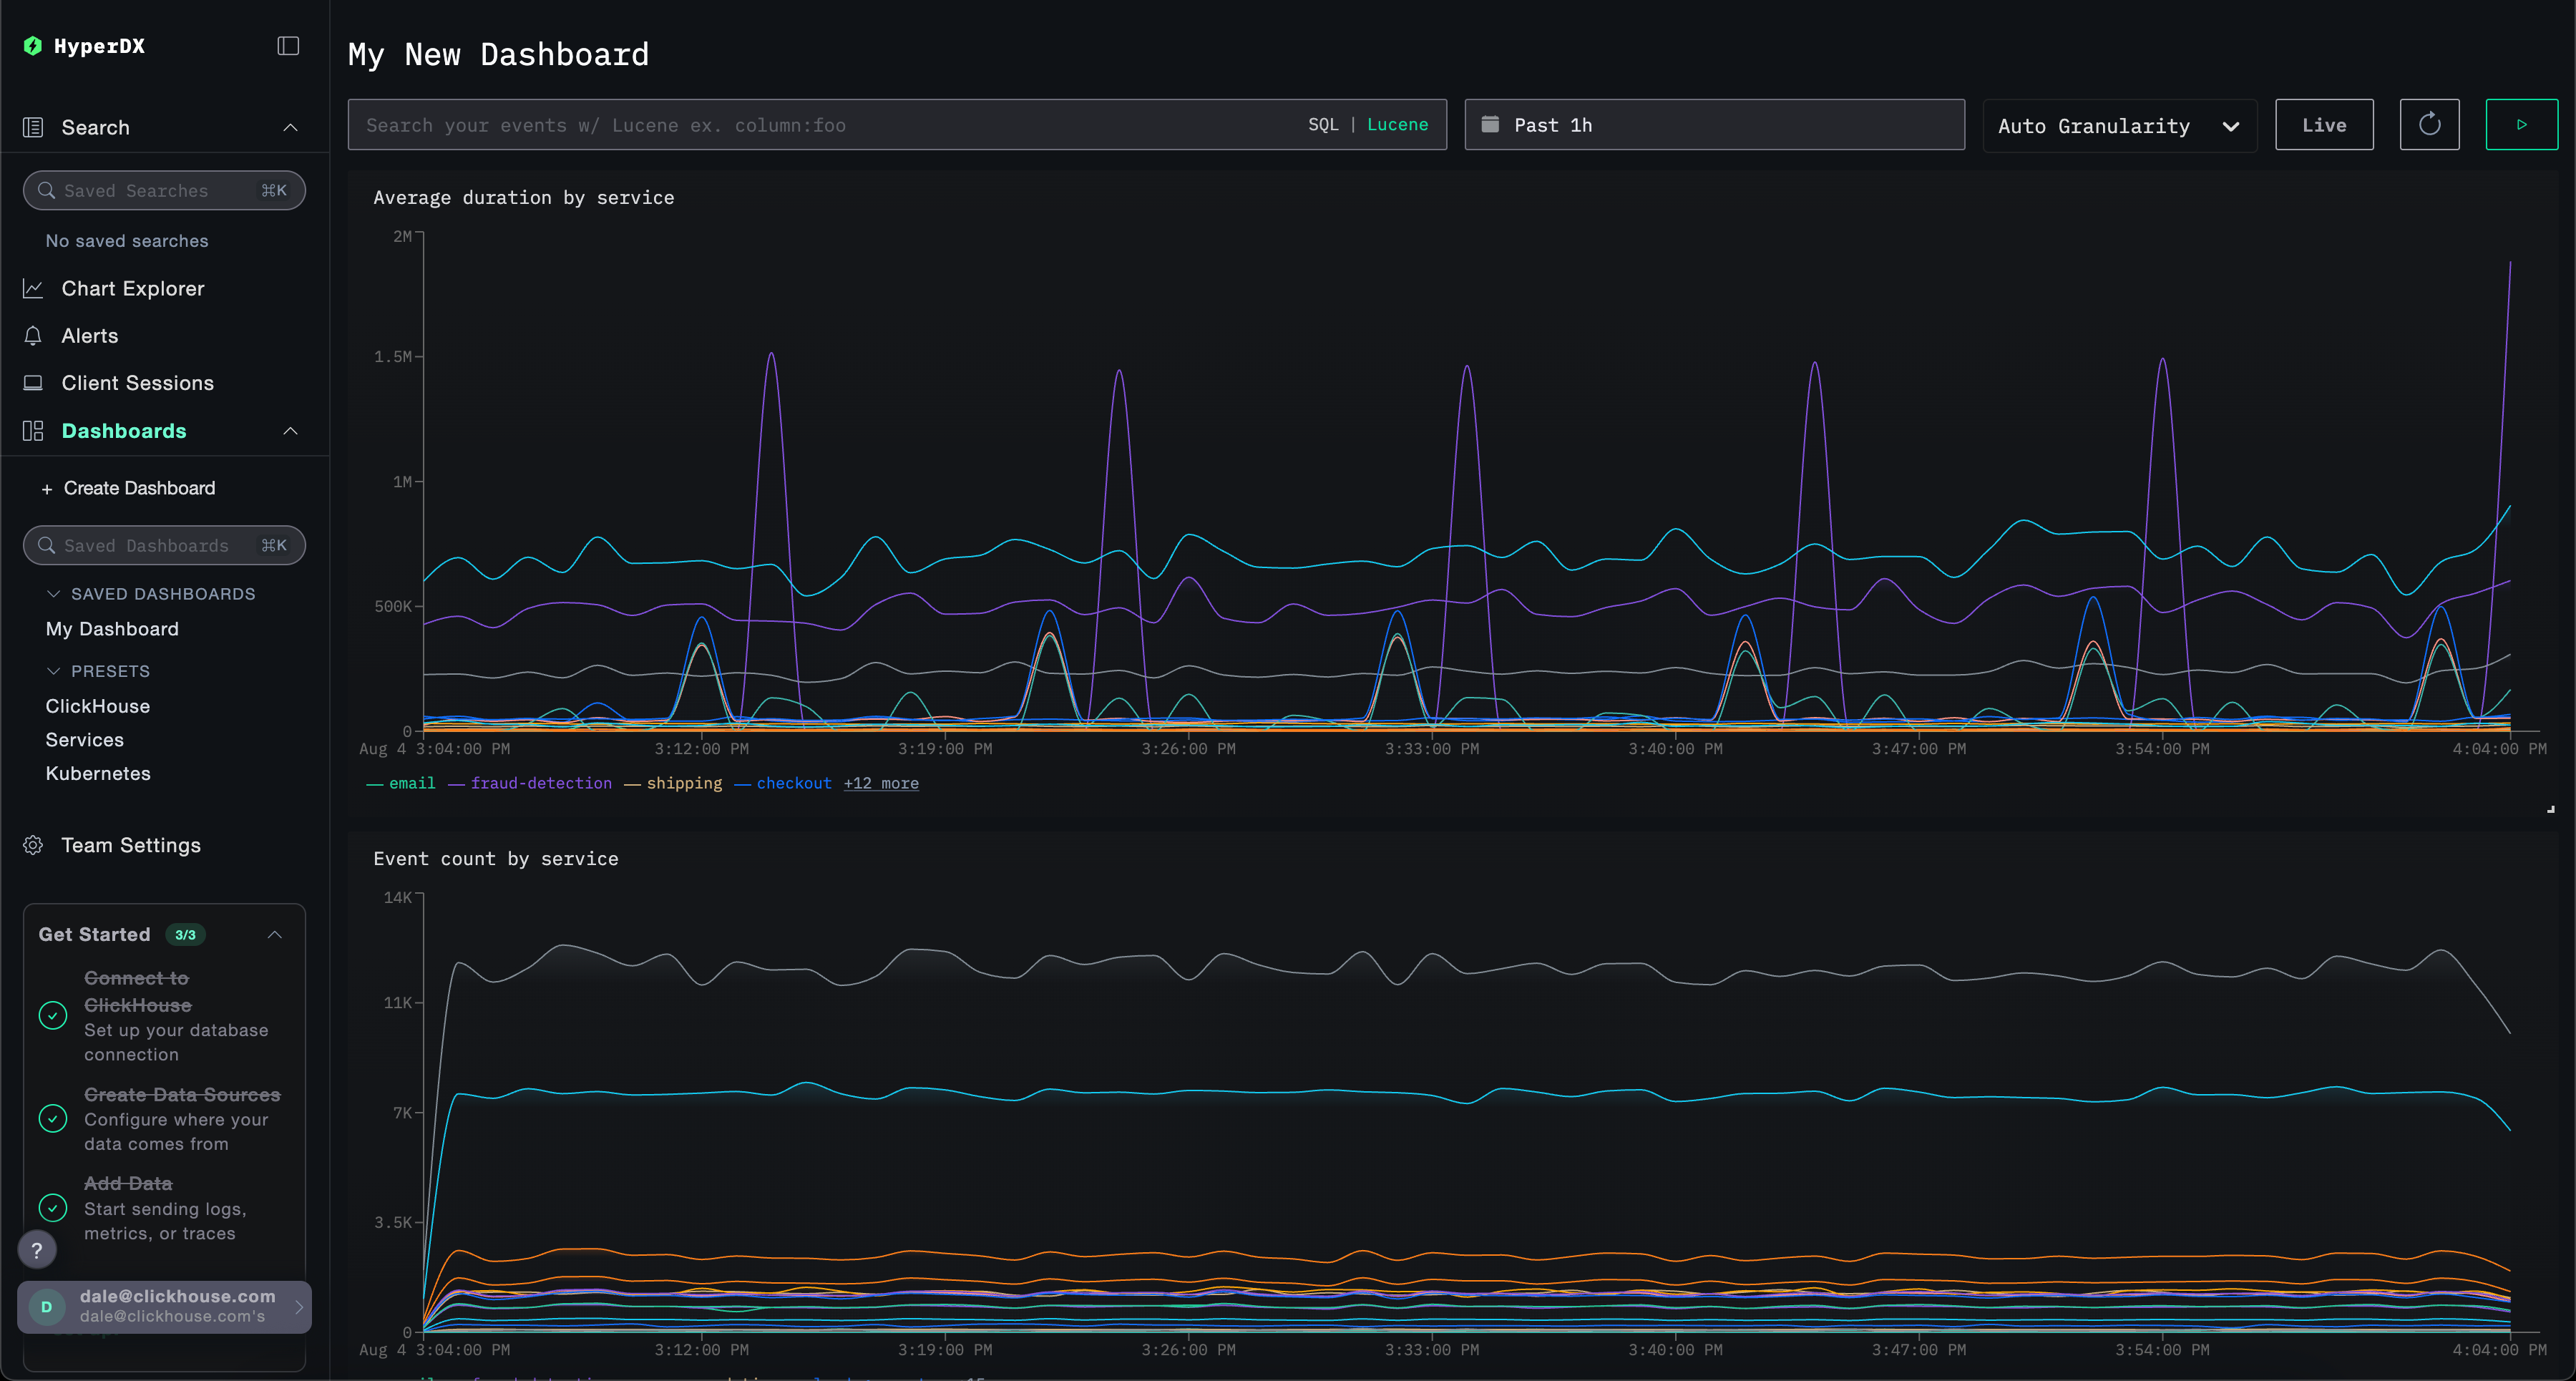 HyperDX
Search
Saved Searches ⌘K
No saved searches
Chart Explorer
Alerts
Client Sessions
Dashboards
+ Create Dashboard
Saved Dashboards ⌘K
SAVED DASHBOARDS
My Dashboard
PRESETS
ClickHouse
Services
Kubernetes
Team Settings
Get Started 3/3
Connect to
ClickHouse
Set up your database
connection
Create Data Sources
Configure where your
data comes from
Add Data
Start sending logs,
metrics, or traces
?
D
dale@clickhouse.com
dale@clickhouse.com's
My New Dashboard
Search your events w/ Lucene ex. column:foo SQL | Lucene
Past 1h
Auto Granularity
Live
Average duration by service
2M
1.5M
1M
500K
0
Aug 4 3:04:00 PM 3:12:00 PM 3:19:00 PM 3:26:00 PM 3:33:00 PM 3:40:00 PM 3:47:00 PM 3:54:00 PM 4:04:00 PM
email fraud-detection shipping checkout +12 more
Event count by service
14K
11K
7K
3.5K
0
Aug 4 3:04:00 PM 3:12:00 PM 3:19:00 PM 3:26:00 PM 3:33:00 PM 3:40:00 PM 3:47:00 PM 3:54:00 PM 4:04:00 PM